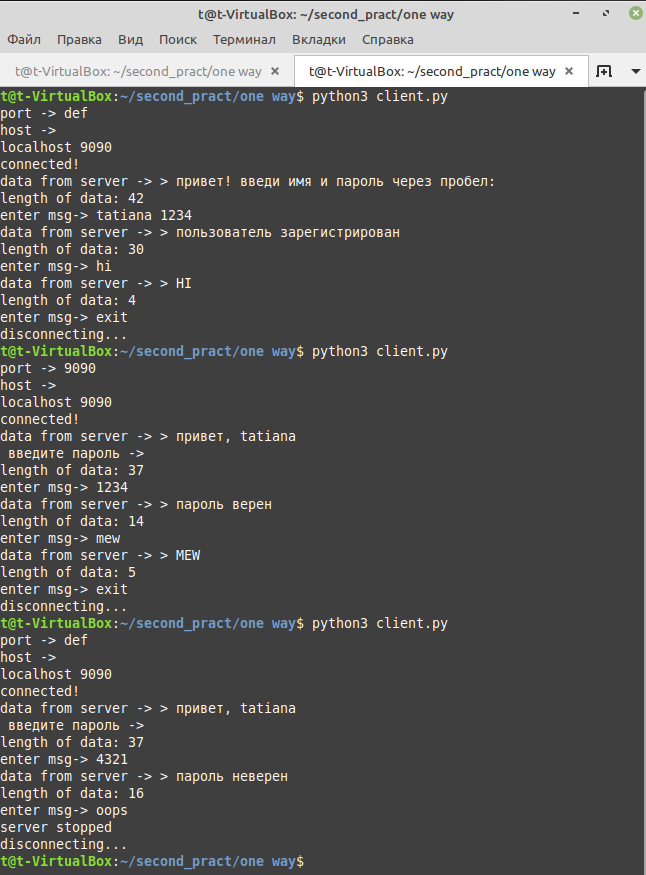 t@t-VirtualBox: ~/second_pract/one way
Файл Правка Вид Поиск Терминал Вкладки Справка
t@t-VirtualBox: ~/second_pract/one way × t@t-VirtualBox: ~/second_pract/one way ×
t@t-VirtualBox:~/second_pract/one way$ python3 client.py
port -> def
host ->
localhost 9090
connected!
data from server -> > привет! введи имя и пароль через пробел:
length of data: 42
enter msg-> tatiana 1234
data from server -> > пользователь зарегистрирован
length of data: 30
enter msg-> hi
data from server -> > HI
length of data: 4
enter msg-> exit
disconnecting...
t@t-VirtualBox:~/second_pract/one way$ python3 client.py
port -> 9090
host ->
localhost 9090
connected!
data from server -> > привет, tatiana
 введите пароль ->
length of data: 37
enter msg-> 1234
data from server -> > пароль верен
length of data: 14
enter msg-> mew
data from server -> > MEW
length of data: 5
enter msg-> exit
disconnecting...
t@t-VirtualBox:~/second_pract/one way$ python3 client.py
port -> def
host ->
localhost 9090
connected!
data from server -> > привет, tatiana
 введите пароль ->
length of data: 37
enter msg-> 4321
data from server -> > пароль неверен
length of data: 16
enter msg-> oops
server stopped
disconnecting...
t@t-VirtualBox:~/second_pract/one way$